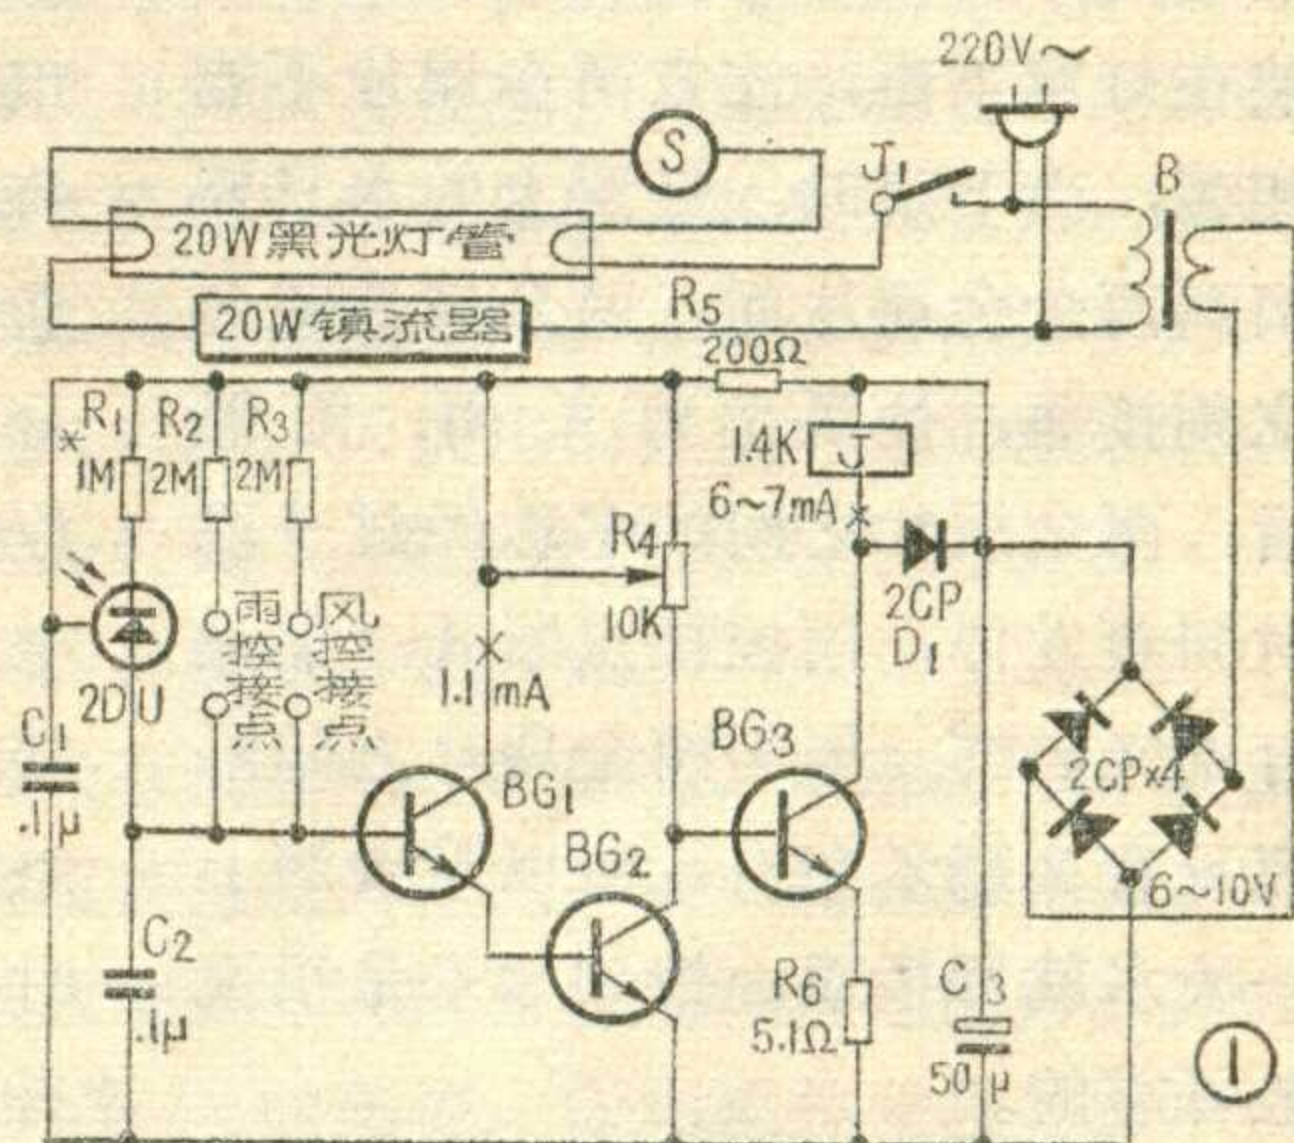 220V～
S
J₁
B
20W黑光灯管
20W镇流器
R₅
200Ω
R₁
*
1M
R₂
2M
R₃
2M
1.4K
J
6～7mA
R₄
10K
2CP
D₁
雨控接点
风控接点
2DU
1.1mA
C₁
.1μ
BG₁
BG₂
BG₃
2CP×4
6～10V
C₂
.1μ
R₆
5.1Ω
C₃
50μ
①